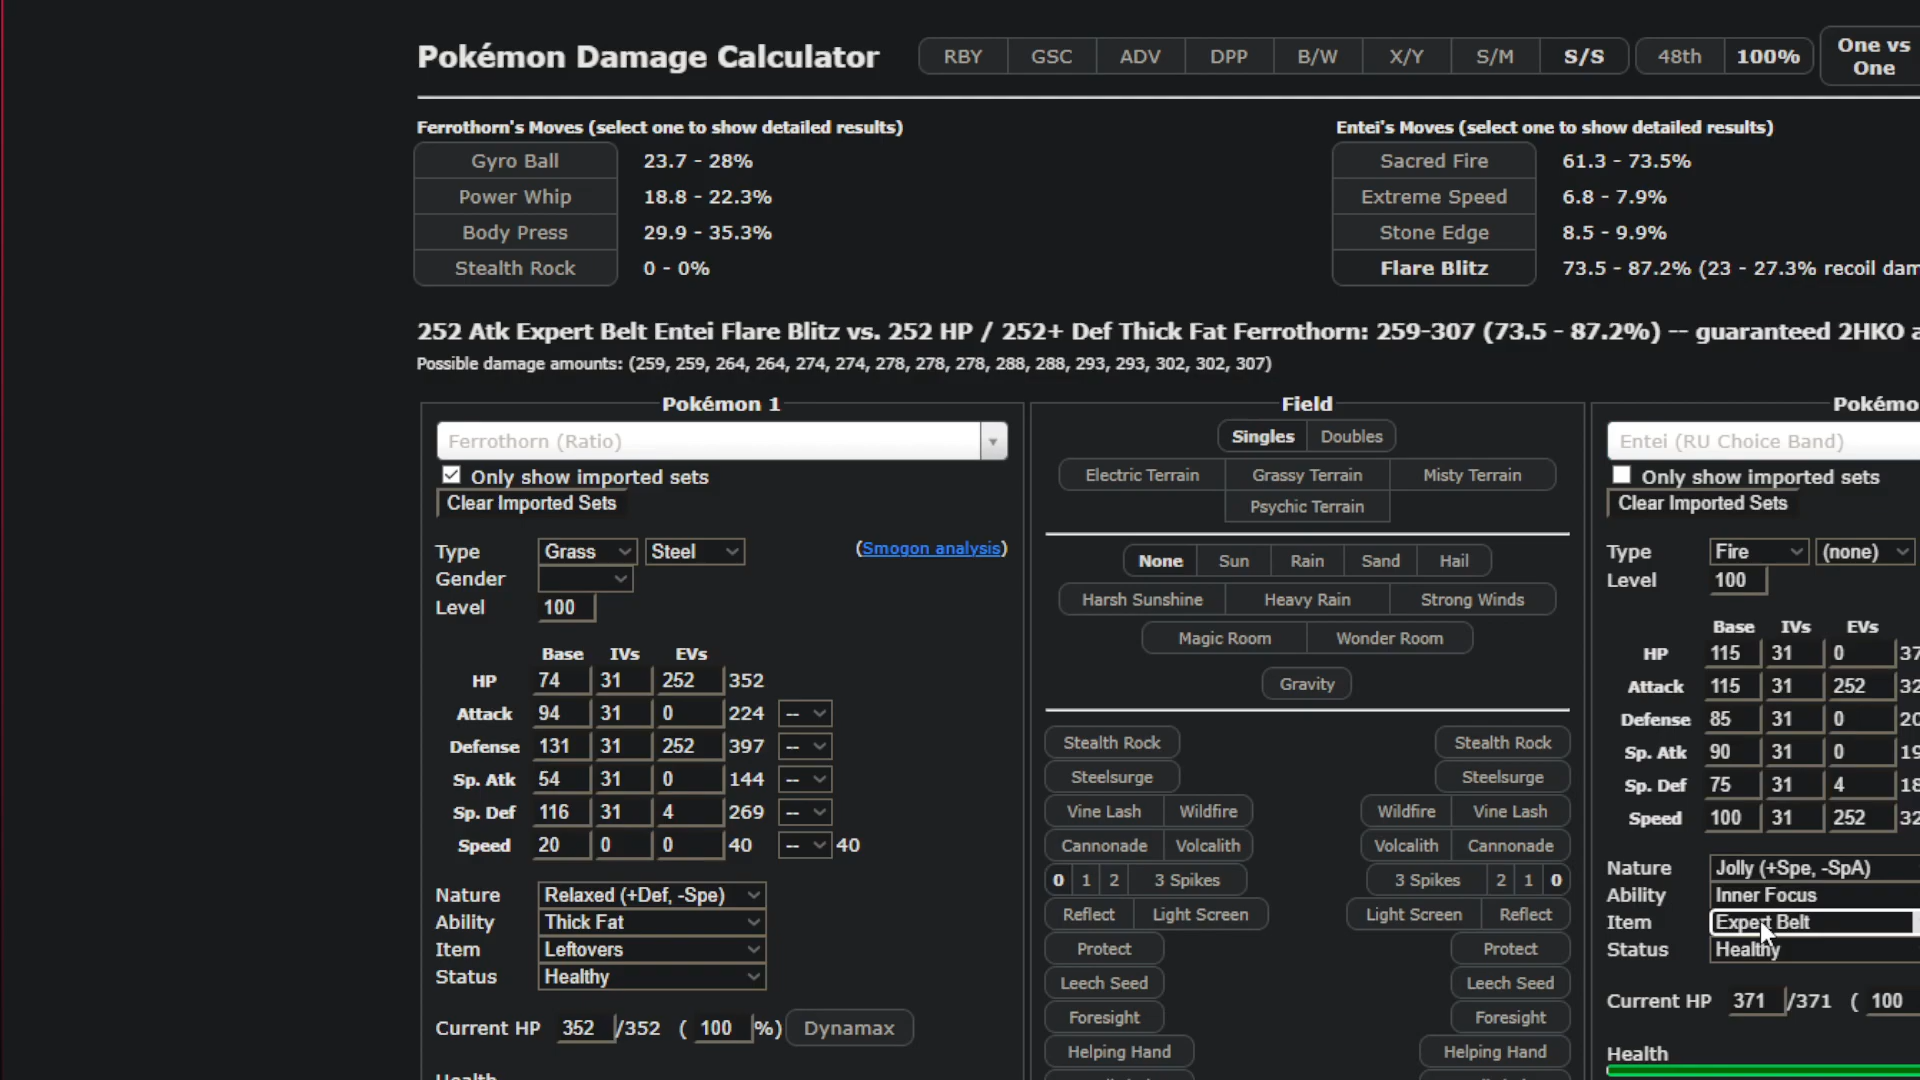 Pokémon Damage Calculator RBY GSC ADV DPP B/W X/Y S/M S/S 48th 100% One vs One
Ferrothorn's Moves (select one to show detailed results)
Gyro Ball 23.7 - 28%
Power Whip 18.8 - 22.3%
Body Press 29.9 - 35.3%
Stealth Rock 0 - 0%
Entei's Moves (select one to show detailed results)
Sacred Fire 61.3 - 73.5%
Extreme Speed 6.8 - 7.9%
Stone Edge 8.5 - 9.9%
Flare Blitz 73.5 - 87.2% (23 - 27.3% recoil dam
252 Atk Expert Belt Entei Flare Blitz vs. 252 HP / 252+ Def Thick Fat Ferrothorn: 259-307 (73.5 - 87.2%) -- guaranteed 2HKO a
Possible damage amounts: (259, 259, 264, 264, 274, 274, 278, 278, 278, 288, 288, 293, 293, 302, 302, 307)
Pokémon 1
Ferrothorn (Ratio)
Only show imported sets
Clear Imported Sets
Type Grass Steel (Smogon analysis)
Gender
Level 100
Base IVs EVs
HP 74 31 252 352
Attack 94 31 0 224 --
Defense 131 31 252 397 --
Sp. Atk 54 31 0 144 --
Sp. Def 116 31 4 269 --
Speed 20 0 0 40 -- 40
Nature Relaxed (+Def, -Spe)
Ability Thick Fat
Item Leftovers
Status Healthy
Current HP 352 /352 ( 100 %) Dynamax
Field
Singles Doubles
Electric Terrain Grassy Terrain Misty Terrain
Psychic Terrain
None Sun Rain Sand Hail
Harsh Sunshine Heavy Rain Strong Winds
Magic Room Wonder Room
Gravity
Stealth Rock Stealth Rock
Steelsurge Steelsurge
Vine Lash Wildfire Wildfire Vine Lash
Cannonade Volcalith Volcalith Cannonade
0 1 2 3 Spikes 3 Spikes 2 1 0
Reflect Light Screen Light Screen Reflect
Protect Protect
Leech Seed Leech Seed
Foresight Foresight
Helping Hand Helping Hand
Pokémo
Entei (RU Choice Band)
Only show imported sets
Clear Imported Sets
Type Fire (none)
Level 100
Base IVs EVs
HP 115 31 0 37
Attack 115 31 252 32
Defense 85 31 0 20
Sp. Atk 90 31 0 19
Sp. Def 75 31 4 18
Speed 100 31 252 32
Nature Jolly (+Spe, -SpA)
Ability Inner Focus
Item Expert Belt
Status Healthy
Current HP 371 /371 ( 100
Health